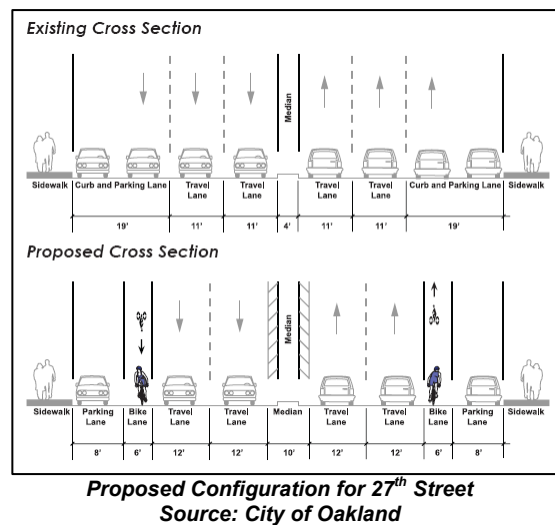 Existing Cross Section
Median
Sidewalk Curb and Parking Lane Travel Lane Travel Lane Travel Lane Travel Lane Curb and Parking Lane Sidewalk
19' 11' 11' 4' 11' 11' 19'
Proposed Cross Section
Median
Sidewalk Parking Lane Bike Lane Travel Lane Travel Lane Median Travel Lane Travel Lane Bike Lane Parking Lane Sidewalk
8' 6' 12' 12' 10' 12' 12' 6' 8'
Proposed Configuration for 27th Street
Source: City of Oakland